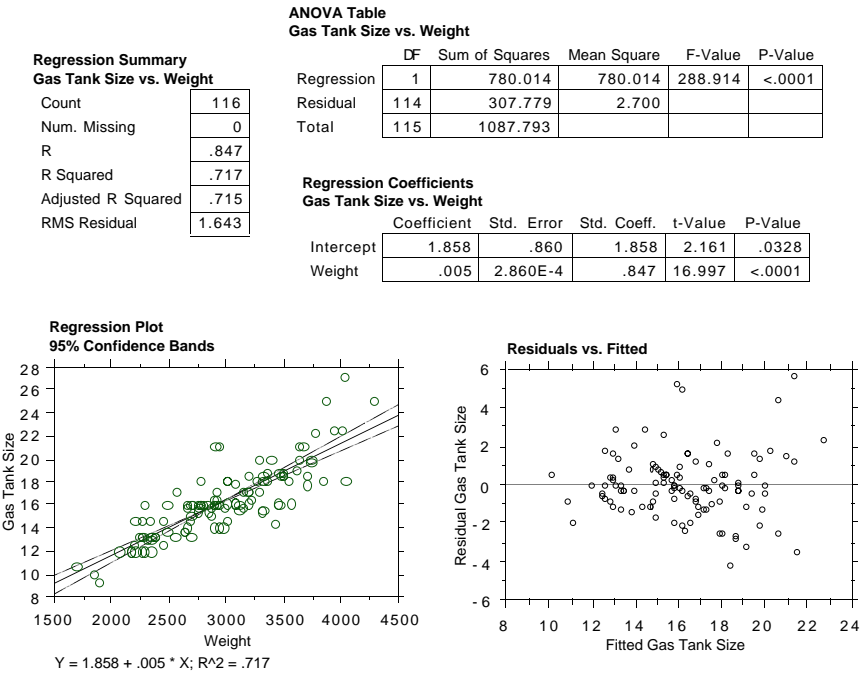 Regression Summary
Gas Tank Size vs. Weight
Count 116
Num. Missing 0
R .847
R Squared .717
Adjusted R Squared .715
RMS Residual 1.643
ANOVA Table
Gas Tank Size vs. Weight
DF Sum of Squares Mean Square F-Value P-Value
Regression 1 780.014 780.014 288.914 <.0001
Residual 114 307.779 2.700
Total 115 1087.793
Regression Coefficients
Gas Tank Size vs. Weight
Coefficient Std. Error Std. Coeff. t-Value P-Value
Intercept 1.858 .860 1.858 2.161 .0328
Weight .005 2.860E-4 .847 16.997 <.0001
Regression Plot
95% Confidence Bands
Gas Tank Size
28
26
24
22
20
18
16
14
12
10
8
1500 2000 2500 3000 3500 4000 4500
Weight
Y = 1.858 + .005 * X; R^2 = .717
Residuals vs. Fitted
Residual Gas Tank Size
6
4
2
0
-2
-4
-6
8 10 12 14 16 18 20 22 24
Fitted Gas Tank Size